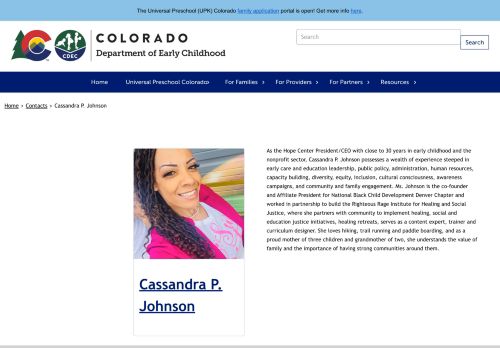 The Universal Preschool (UPK) Colorado family application portal is open! Get more info here.
COLORADO
Department of Early Childhood
CDEC
Search
Search
Home Universal Preschool Colorado For Families > For Providers > For Partners > Resources >
Home > Contacts > Cassandra P. Johnson
As the Hope Center President/CEO with close to 30 years in early childhood and the
nonprofit sector, Cassandra P. Johnson possesses a wealth of experience steeped in
early care and education leadership, public policy, administration, human resources,
capacity building, diversity, equity, inclusion, cultural consciousness, awareness
campaigns, and community and family engagement. Ms. Johnson is the co-founder
and Affiliate President for National Black Child Development Denver Chapter and
worked in partnership to build the Righteous Rage Institute for Healing and Social
Justice, where she partners with community to implement healing, social and
education justice initiatives, healing retreats, serves as a content expert, trainer and
curriculum designer. She loves hiking, trail running and paddle boarding, and as a
proud mother of three children and grandmother of two, she understands the value of
family and the importance of having strong communities around them.
Cassandra P.
Johnson